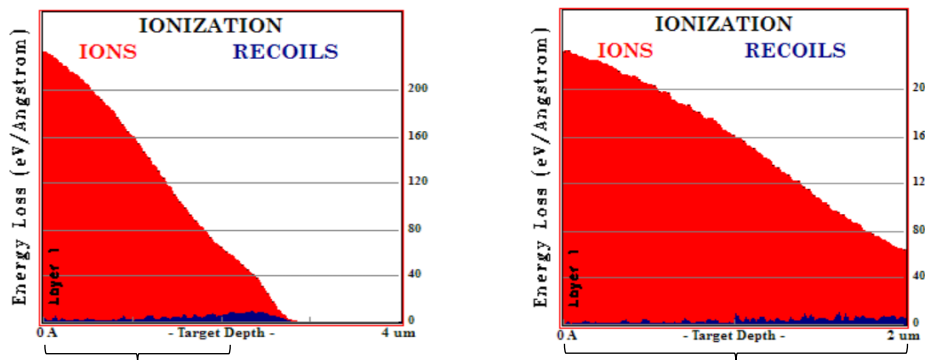 IONIZATION
IONS RECOILS
Energy Loss (eV/Angstrom)
200
160
120
80
40
0
Layer 1
0 A - Target Depth - 4 um
IONIZATION
IONS RECOILS
Energy Loss (eV/Angstrom)
20
16
12
80
40
0
0 A - Target Depth - 2 um